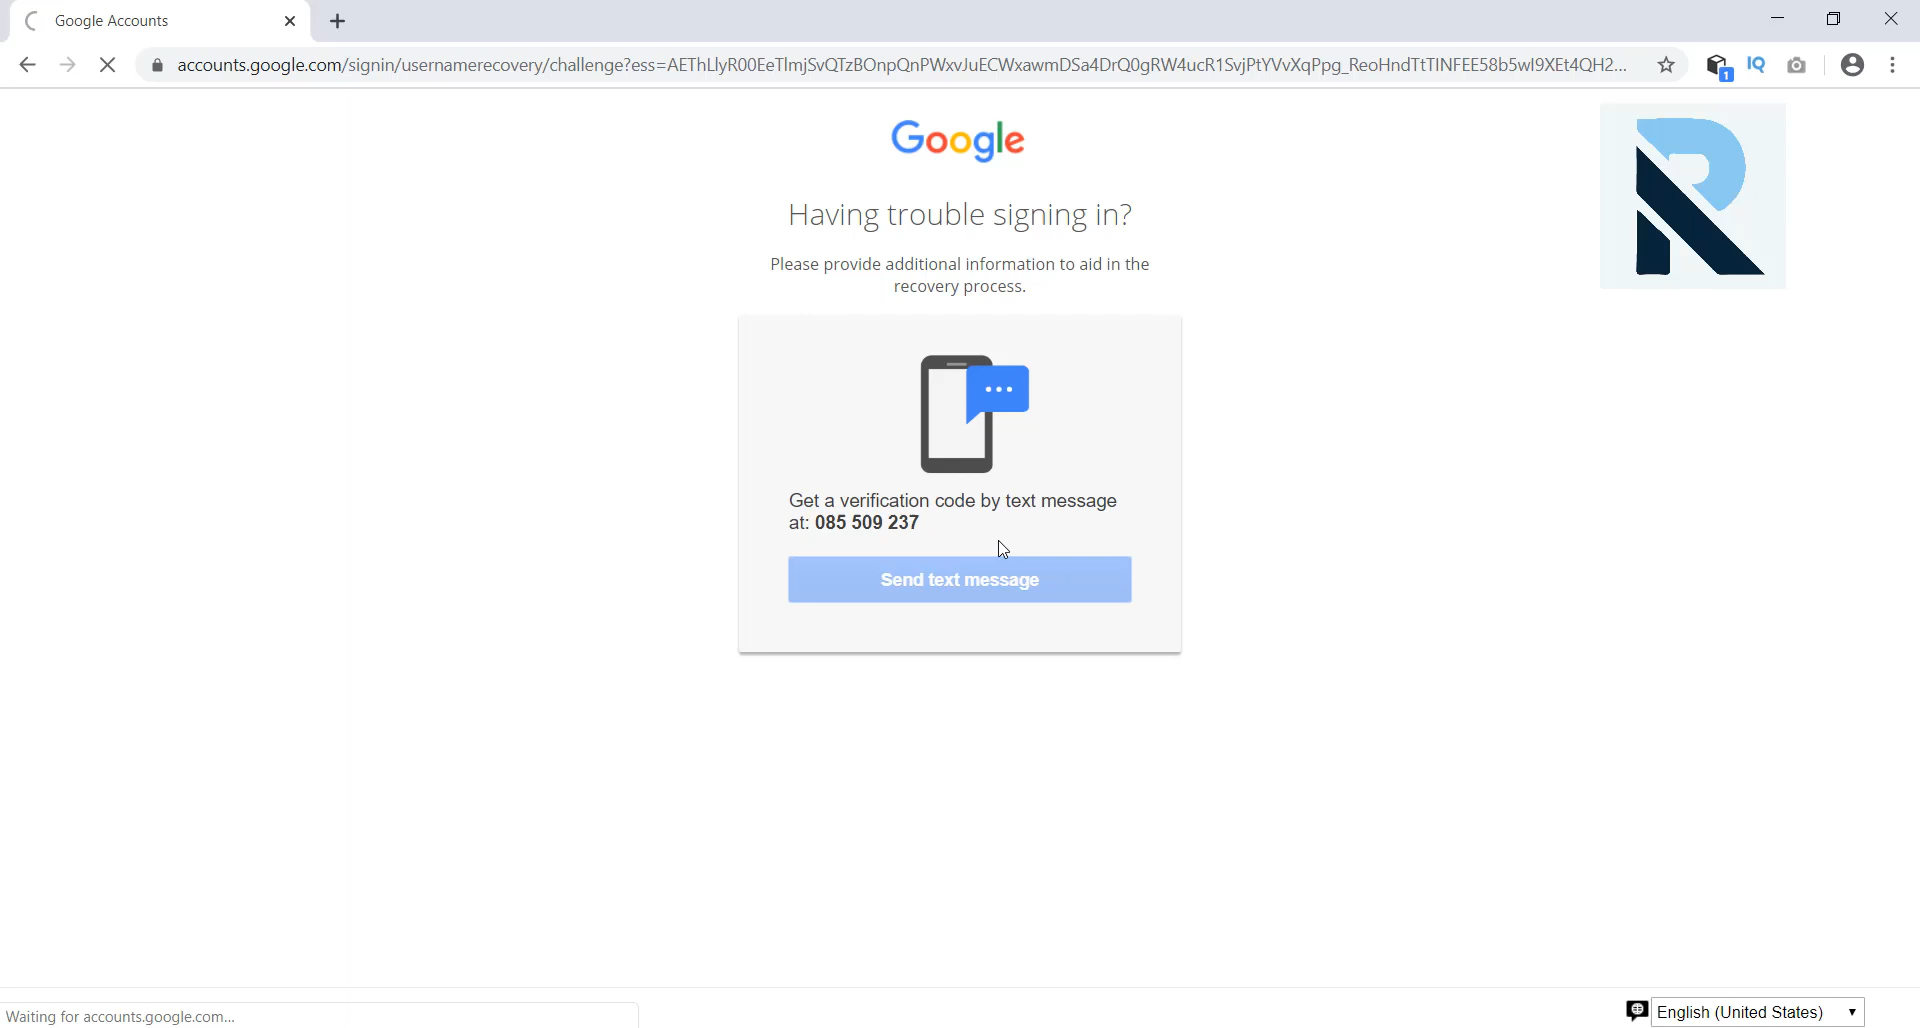 Google Accounts
accounts.google.com/signin/usernamerecovery/challenge?ess=AEThLlyR00EeTlmjSvQTzBOnpQnPWxvJuECWxawmDSa4DrQ0gRW4ucR1SvjPtYVvXqPpg_ReoHndTtTINFEE58b5wI9XEt4QH2...
1
IQ
Google
Having trouble signing in?
Please provide additional information to aid in the
recovery process.
Get a verification code by text message
at: 085 509 237
Send text message
Waiting for accounts.google.com...
English (United States)